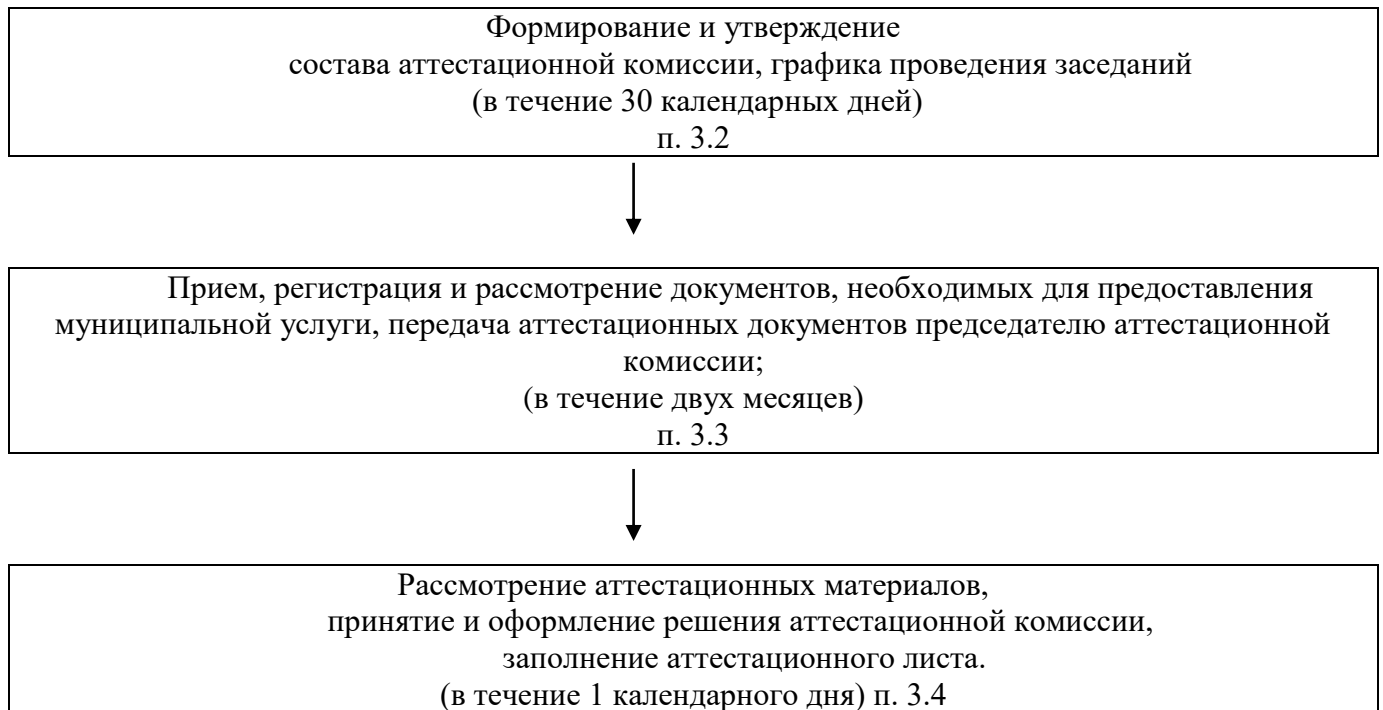 Формирование и утверждение
состава аттестационной комиссии, графика проведения заседаний
(в течение 30 календарных дней)
п. 3.2
Прием, регистрация и рассмотрение документов, необходимых для предоставления
муниципальной услуги, передача аттестационных документов председателю аттестационной
комиссии;
(в течение двух месяцев)
п. 3.3
Рассмотрение аттестационных материалов,
принятие и оформление решения аттестационной комиссии,
заполнение аттестационного листа.
(в течение 1 календарного дня) п. 3.4